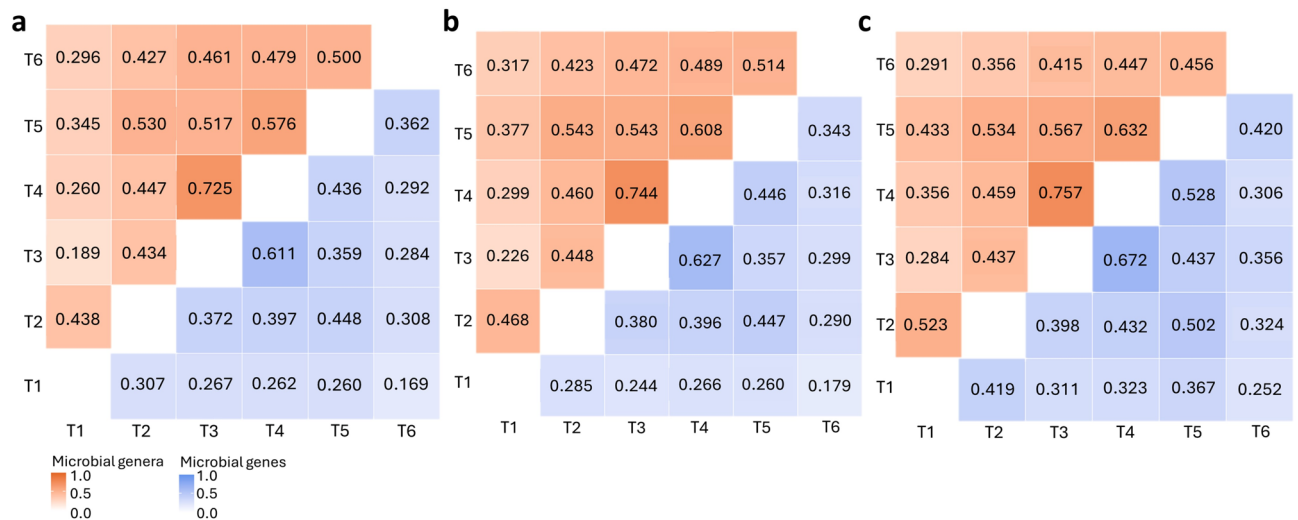 a
T6 0.296 0.427 0.461 0.479 0.500
T5 0.345 0.530 0.517 0.576 0.362
T4 0.260 0.447 0.725 0.436 0.292
T3 0.189 0.434 0.611 0.359 0.284
T2 0.438 0.372 0.397 0.448 0.308
T1 0.307 0.267 0.262 0.260 0.169
T1 T2 T3 T4 T5 T6
Microbial genera Microbial genes
1.0 1.0
0.5 0.5
0.0 0.0
b
T6 0.317 0.423 0.472 0.489 0.514
T5 0.377 0.543 0.543 0.608 0.343
T4 0.299 0.460 0.744 0.446 0.316
T3 0.226 0.448 0.627 0.357 0.299
T2 0.468 0.380 0.396 0.447 0.290
T1 0.285 0.244 0.266 0.260 0.179
T1 T2 T3 T4 T5 T6
c
T6 0.291 0.356 0.415 0.447 0.456
T5 0.433 0.534 0.567 0.632 0.420
T4 0.356 0.459 0.757 0.528 0.306
T3 0.284 0.437 0.672 0.437 0.356
T2 0.523 0.398 0.432 0.502 0.324
T1 0.419 0.311 0.323 0.367 0.252
T1 T2 T3 T4 T5 T6